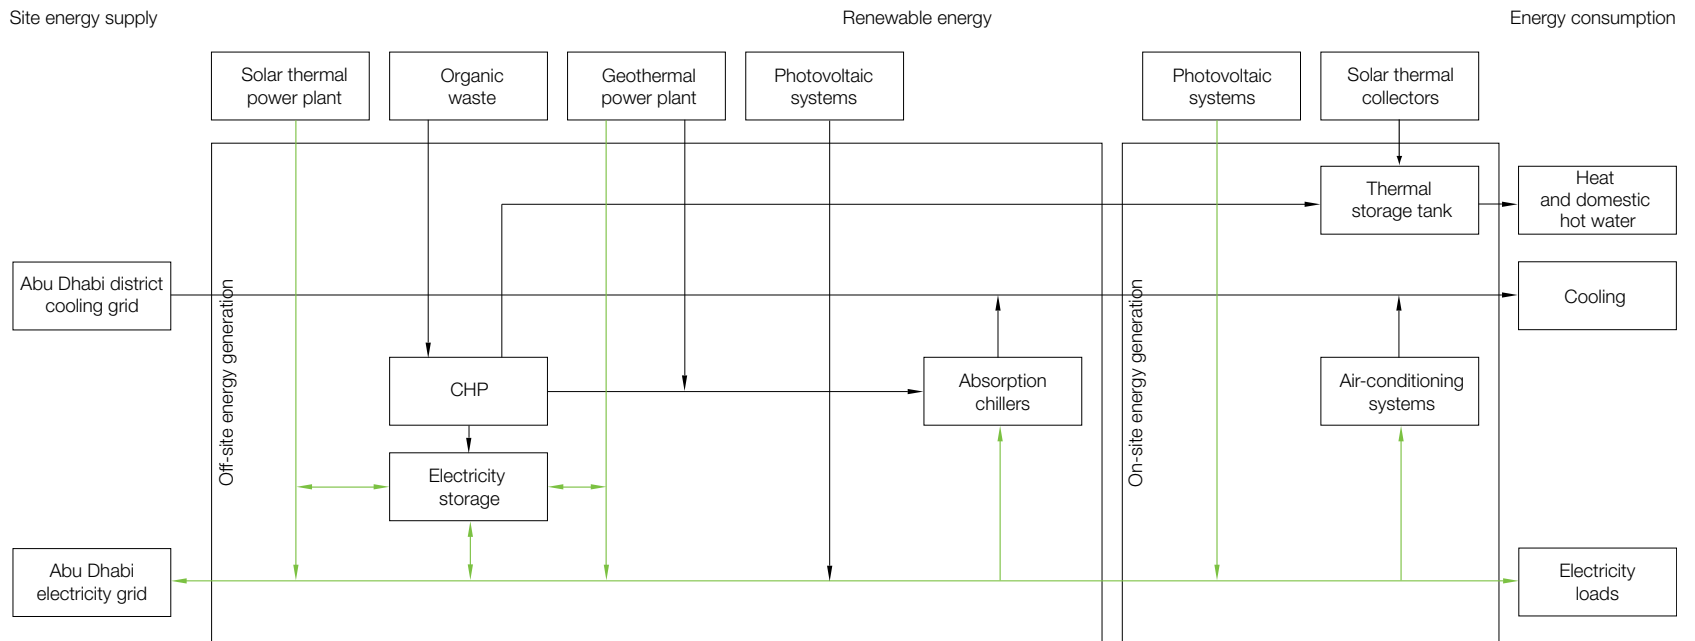 Site energy supply
Renewable energy
Energy consumption
Solar thermal
power plant
Organic
waste
Geothermal
power plant
Photovoltaic
systems
Photovoltaic
systems
Solar thermal
collectors
Thermal
storage tank
Heat
and domestic
hot water
Abu Dhabi district
cooling grid
Off-site energy generation
On-site energy generation
Cooling
CHP
Absorption
chillers
Air-conditioning
systems
Electricity
storage
Abu Dhabi
electricity grid
Electricity
loads